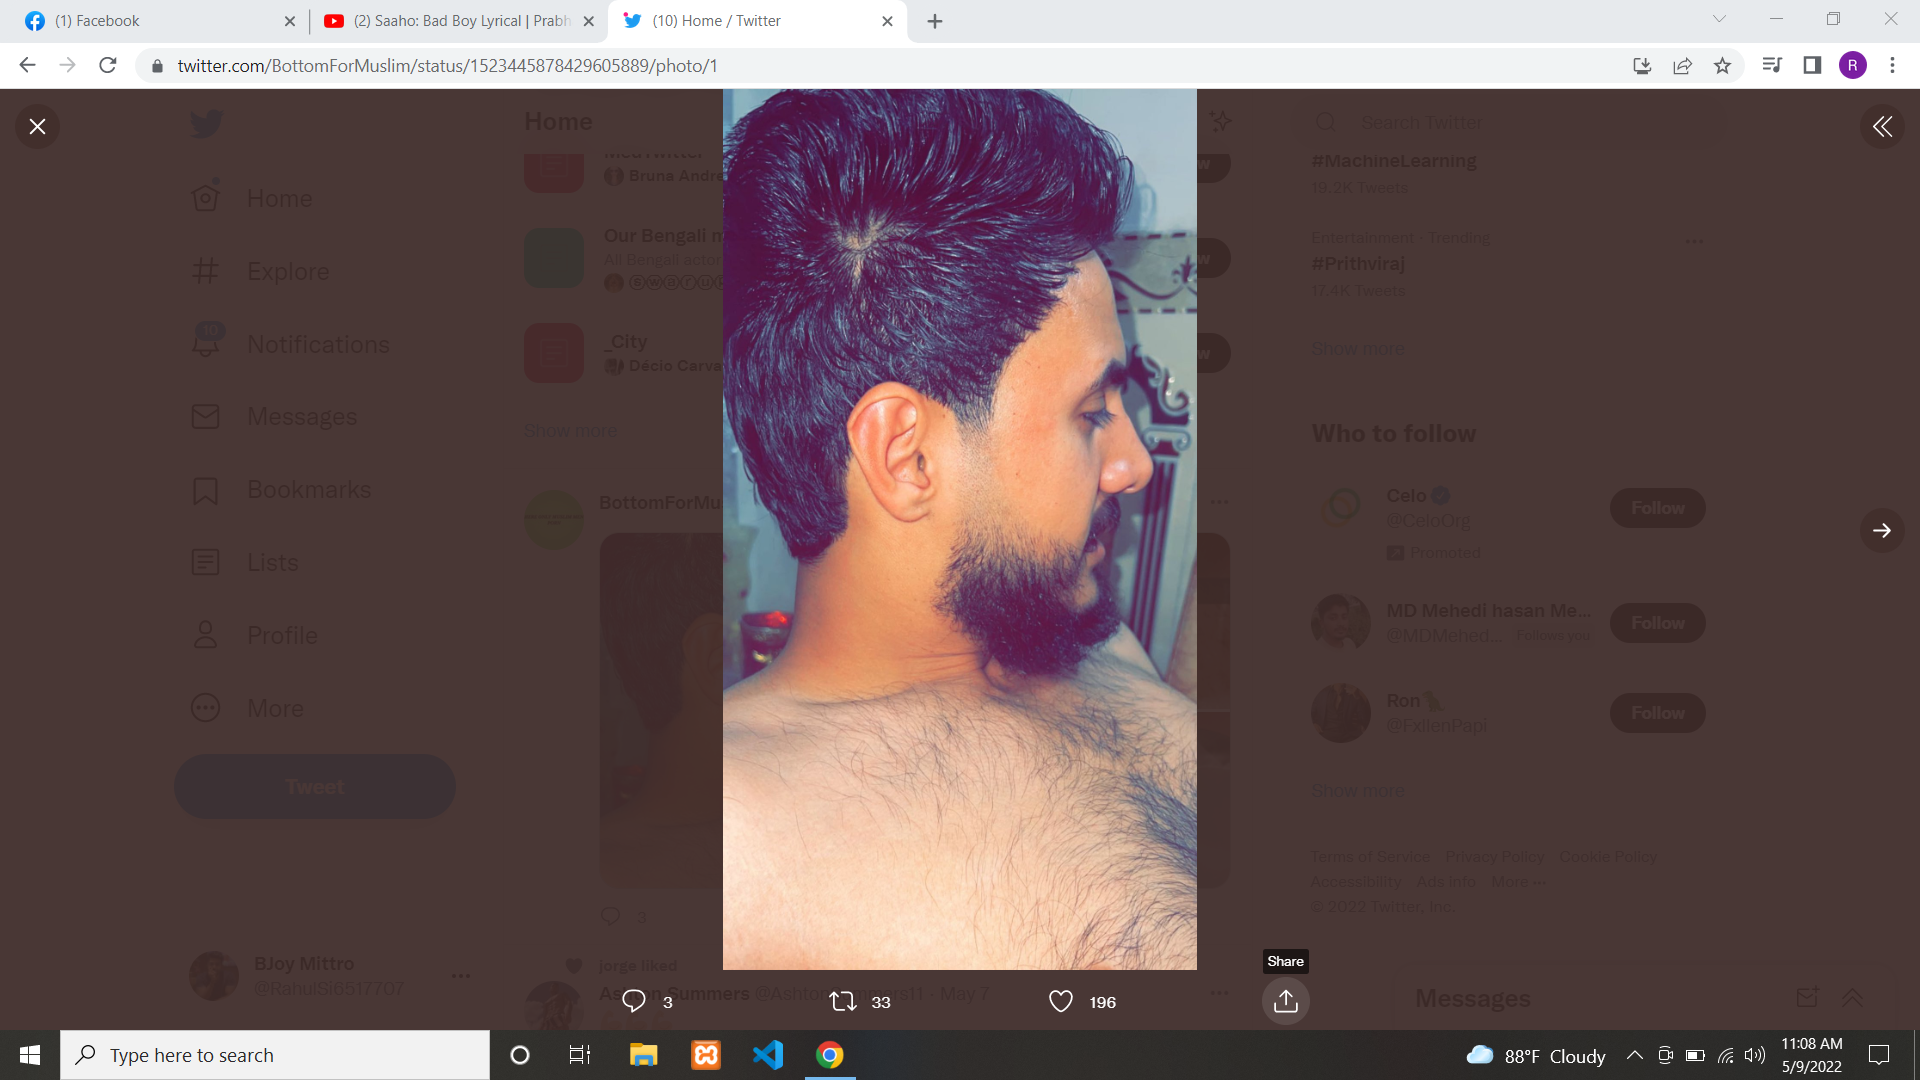 (1) Facebook
(2) Saaho: Bad Boy Lyrical | Prabh
(10) Home / Twitter
twitter.com/BottomForMuslim/status/1523445878429605889/photo/1
R
Home
Search Twitter
Bruna Andre
#MachineLearning
19.2K Tweets
Home
Our Bengali
All Bengali actor
Entertainment · Trending
#Prithviraj
17.4K Tweets
Explore
10
Notifications
_City
Décio Carva
Show more
Messages
Show more
Who to follow
Bookmarks
BottomForMu
Celo
@CeloOrg
Promoted
Follow
Lists
MD Mehedi hasan Me...
@MDMehed... Follows you
Follow
Profile
Ron
@FxllenPapi
Follow
More
Tweet
Show more
Terms of Service Privacy Policy Cookie Policy
Accessibility Ads info More ...
© 2022 Twitter, Inc.
3
BJoy Mittro
@RahulSi6517707
jorge liked
Share
Ashton Summers @Ashtonsummers11 · May 7
3
33
196
Messages
Type here to search
88°F Cloudy
11:08 AM
5/9/2022